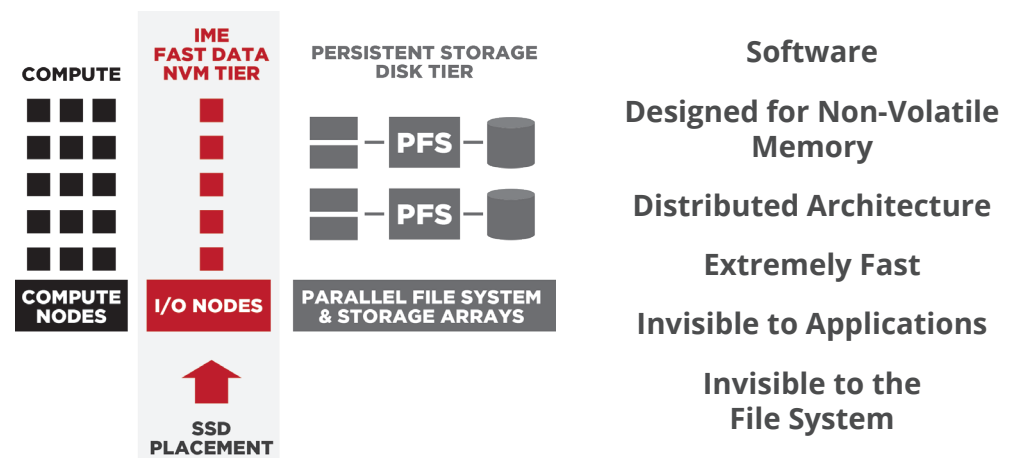 COMPUTE
IME
FAST DATA
NVM TIER
PERSISTENT STORAGE
DISK TIER
PFS
PFS
COMPUTE
NODES
I/O NODES
PARALLEL FILE SYSTEM
& STORAGE ARRAYS
SSD
PLACEMENT
Software
Designed for Non-Volatile
Memory
Distributed Architecture
Extremely Fast
Invisible to Applications
Invisible to the
File System